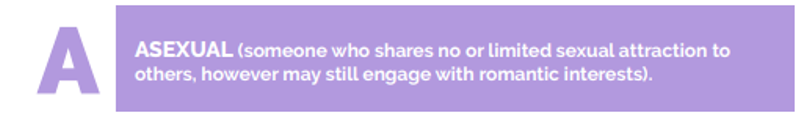 A
ASEXUAL (someone who shares no or limited sexual attraction to
others, however may still engage with romantic interests).